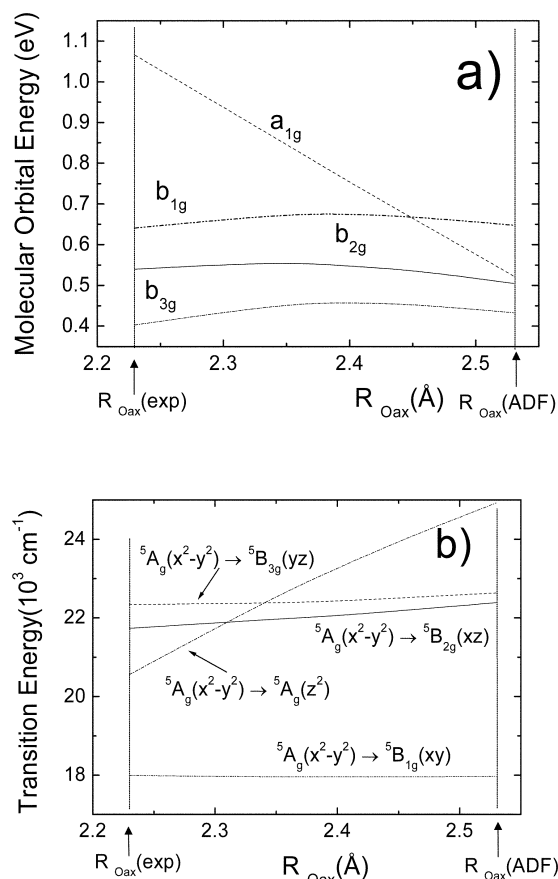 Molecular Orbital Energy (eV)
1.1
1.0
0.9
0.8
0.7
0.6
0.5
0.4
a)
a1g
b1g
b2g
b3g
2.2 2.3 2.4 2.5
R Oax(exp) R Oax(Å) R Oax(ADF)
Transition Energy(10³ cm⁻¹)
24
22
20
18
b)
⁵Ag(x²-y²) → ⁵B3g(yz)
⁵Ag(x²-y²) → ⁵B2g(xz)
⁵Ag(x²-y²) → ⁵Ag(z²)
⁵Ag(x²-y²) → ⁵B1g(xy)
2.2 2.3 2.4 2.5
R Oax(exp) R Oax(Å) R Oax(ADF)